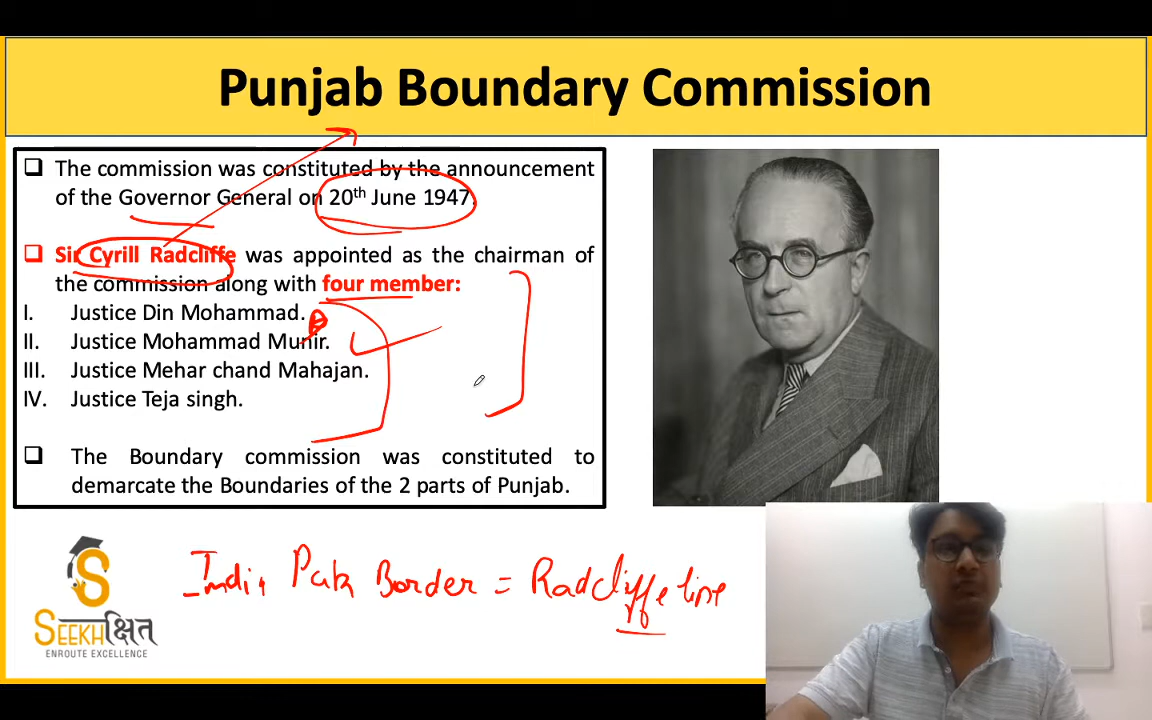 Punjab Boundary Commission
❑ The commission was constituted by the announcement
of the Governor General on 20th June 1947.
❑ Sir Cyrill Radcliffe was appointed as the chairman of
the commission along with four member:
I. Justice Din Mohammad.
II. Justice Mohammad Munir.
III. Justice Mehar chand Mahajan.
IV. Justice Teja singh.
❑ The Boundary commission was constituted to
demarcate the Boundaries of the 2 parts of Punjab.
India Pak Border = Radcliffe line
SEEKHक्षित
ENROUTE EXCELLENCE